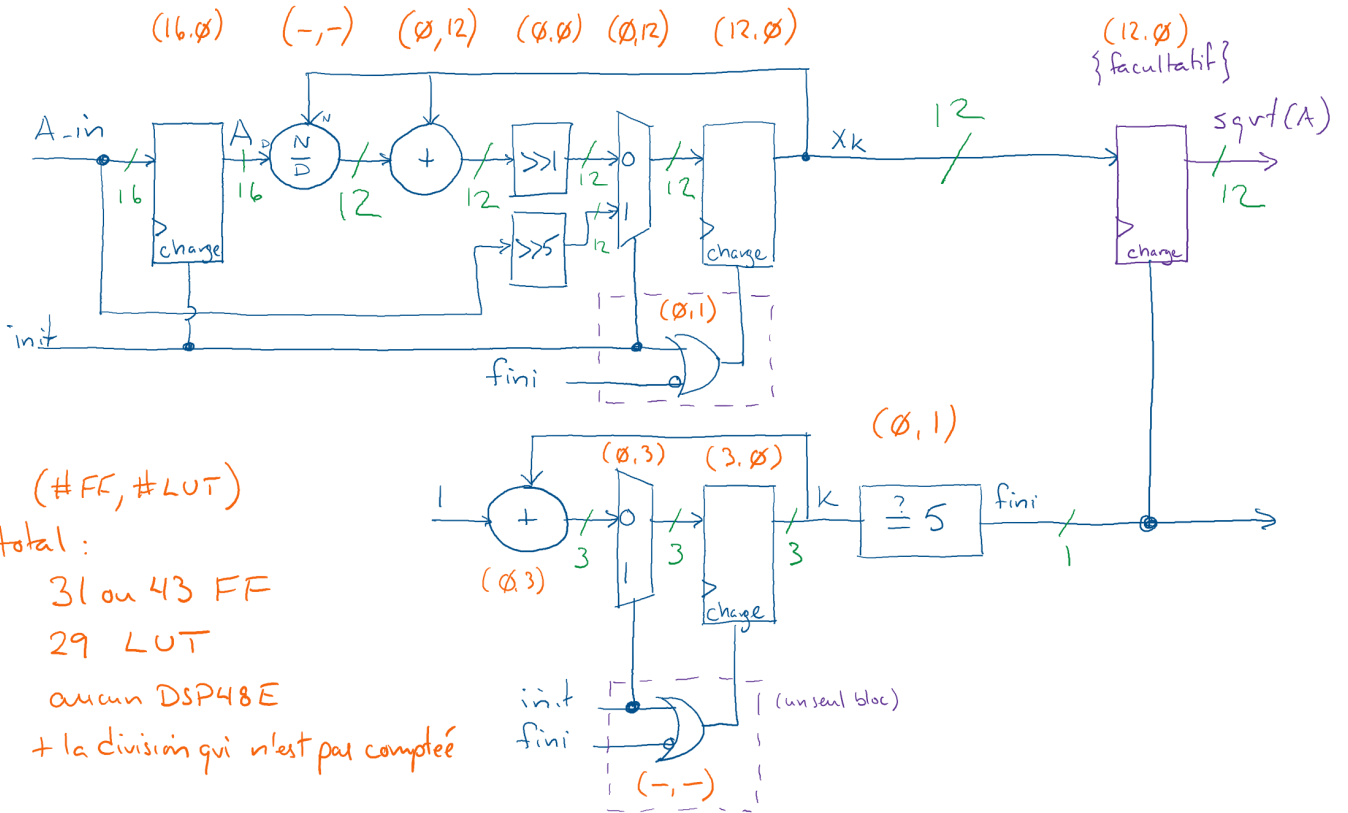 (16,ø) (-,-) (ø,12) (ø,ø) (ø,12) (12,ø) (12,ø)
{facultatif}
A_in A D N N/D + >>1 0 12 sqrt(A)
xk
16 16 12 12 12 12 12
charge >>5 1 12 charge charge
(ø,1)
init
fini
(ø,1)
(ø,3) (3,ø)
(#FF, #LUT)
1 + 0 k ≟ 5 fini
total :
3 3 3 1
(ø,3) 1
31 ou 43 FF
charge
29 LUT
aucun DSP48E
init (un seul bloc)
+ la division qui n'est pas comptéé fini
(-,-)